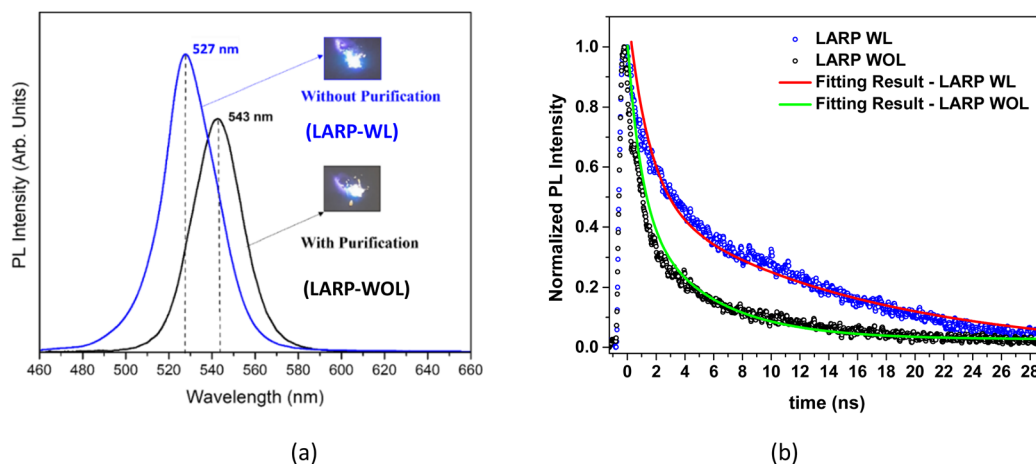 527 nm
Without Purification
(LARP-WL)
543 nm
With Purification
(LARP-WOL)
PL Intensity (Arb. Units)
460 480 500 520 540 560 580 600 620 640 660
Wavelength (nm)
(a)
LARP WL
LARP WOL
Fitting Result - LARP WL
Fitting Result - LARP WOL
Normalized PL Intensity
1.0
0.8
0.6
0.4
0.2
0.0
0 2 4 6 8 10 12 14 16 18 20 22 24 26 28
time (ns)
(b)